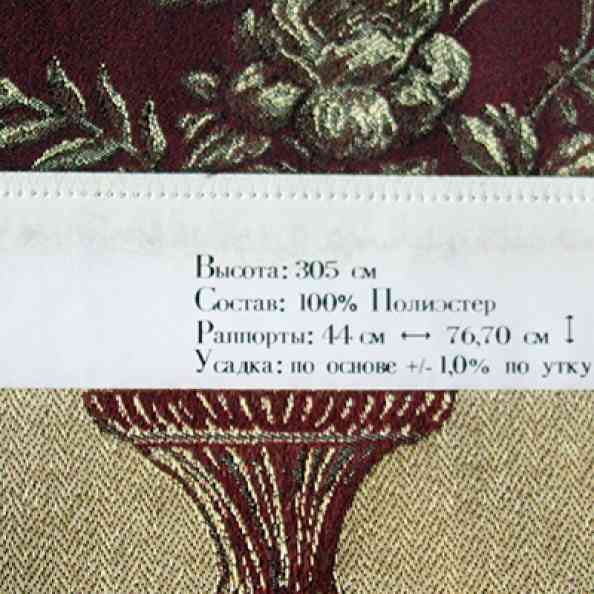 Высота: 305 см
Состав: 100% Полиэстер
Раппорты: 44 см ↔ 76,70 см ↕
Усадка: по основе +/- 1,0% по утку